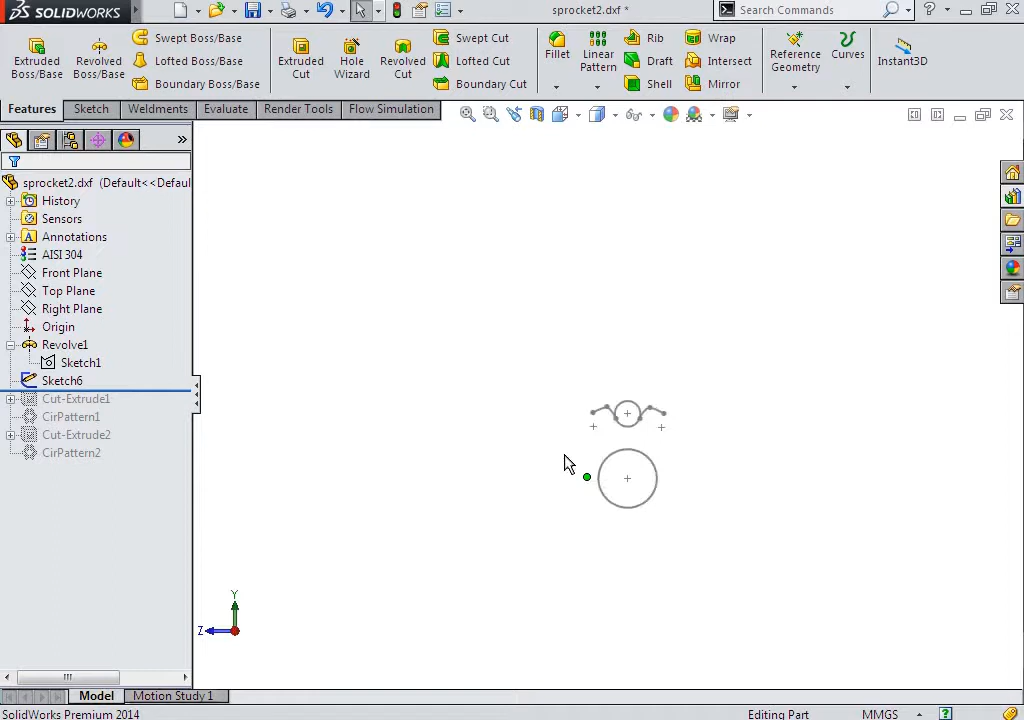 SOLIDWORKS
sprocket2.dxf *
Search Commands
Extruded Boss/Base
Revolved Boss/Base
Swept Boss/Base
Lofted Boss/Base
Boundary Boss/Base
Extruded Cut
Hole Wizard
Revolved Cut
Swept Cut
Lofted Cut
Boundary Cut
Fillet
Linear Pattern
Rib
Draft
Shell
Wrap
Intersect
Mirror
Reference Geometry
Curves
Instant3D
Features
Sketch
Weldments
Evaluate
Render Tools
Flow Simulation
sprocket2.dxf (Default<<Defaul
History
Sensors
Annotations
AISI 304
Front Plane
Top Plane
Right Plane
Origin
Revolve1
Sketch1
Sketch6
Cut-Extrude1
CirPattern1
Cut-Extrude2
CirPattern2
Y
Z
Model
Motion Study 1
SolidWorks Premium 2014
Editing Part
MMGS